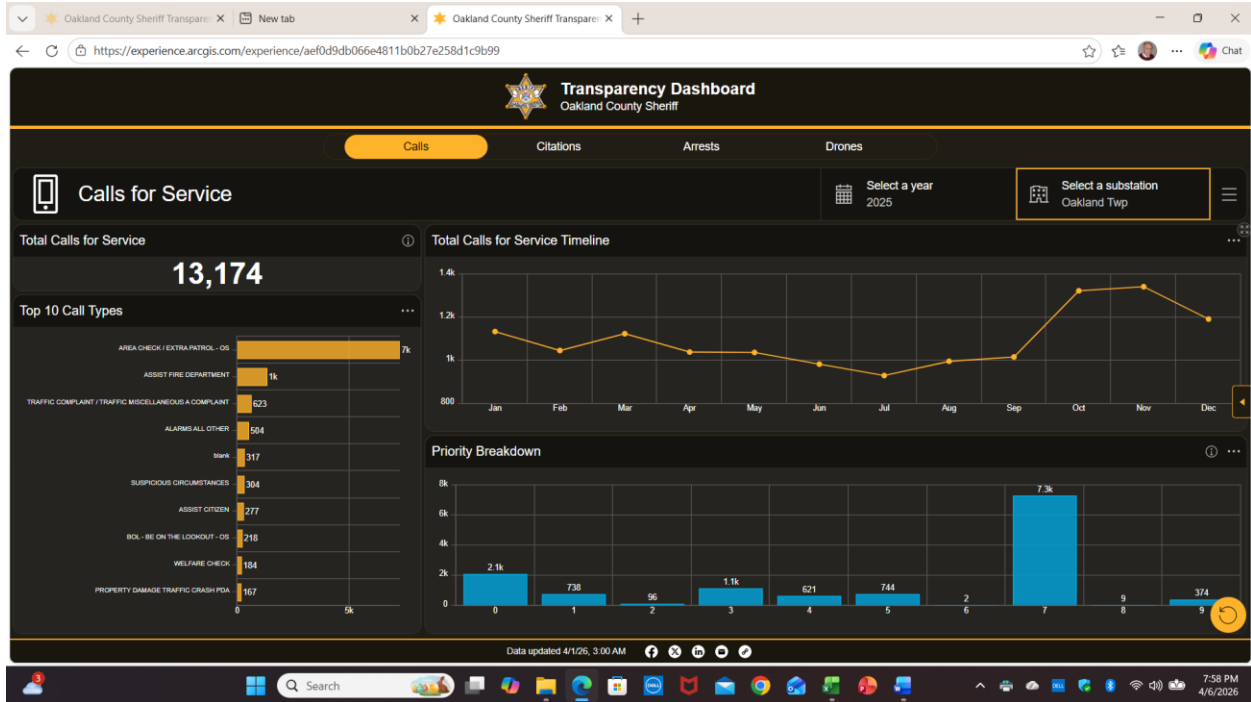 Oakland County Sheriff Transparen
New tab
Oakland County Sheriff Transparen
https://experience.arcgis.com/experience/aef0d9db066e4811b0b27e258d1c9b99
Chat
Transparency Dashboard
Oakland County Sheriff
Calls
Citations
Arrests
Drones
Calls for Service
Select a year
2025
Select a substation
Oakland Twp
Total Calls for Service
13,174
Top 10 Call Types
AREA CHECK / EXTRA PATROL - OS 7k
ASSIST FIRE DEPARTMENT 1k
TRAFFIC COMPLAINT / TRAFFIC MISCELLANEOUS A COMPLAINT 623
ALARMS ALL OTHER 504
blank 317
SUSPICIOUS CIRCUMSTANCES 304
ASSIST CITIZEN 277
BOL - BE ON THE LOOKOUT - OS 218
WELFARE CHECK 184
PROPERTY DAMAGE TRAFFIC CRASH PDA 167
0 5k
Total Calls for Service Timeline
1.4k
1.2k
1k
800
Jan Feb Mar Apr May Jun Jul Aug Sep Oct Nov Dec
Priority Breakdown
8k
6k
4k
2k
0
2.1k 738 96 1.1k 621 744 2 7.3k 9 374
0 1 2 3 4 5 6 7 8 9
Data updated 4/1/26, 3:00 AM
3
Search
DELL
DELL
7:58 PM
4/6/2026